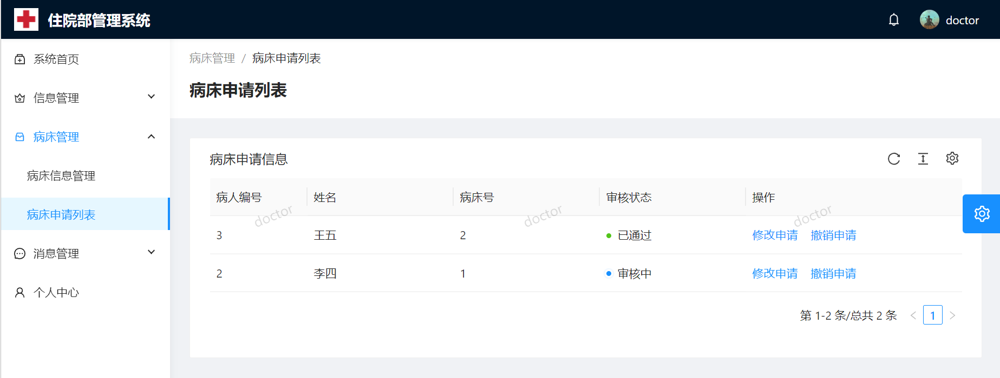 住院部管理系统
doctor
系统首页
信息管理
病床管理
病床信息管理
病床申请列表
消息管理
个人中心
病床管理 / 病床申请列表
病床申请列表
病床申请信息
病人编号 姓名 病床号 审核状态 操作
doctor doctor doctor
3 王五 2 已通过 修改申请 撤销申请
2 李四 1 审核中 修改申请 撤销申请
第 1-2 条/总共 2 条 < 1 >